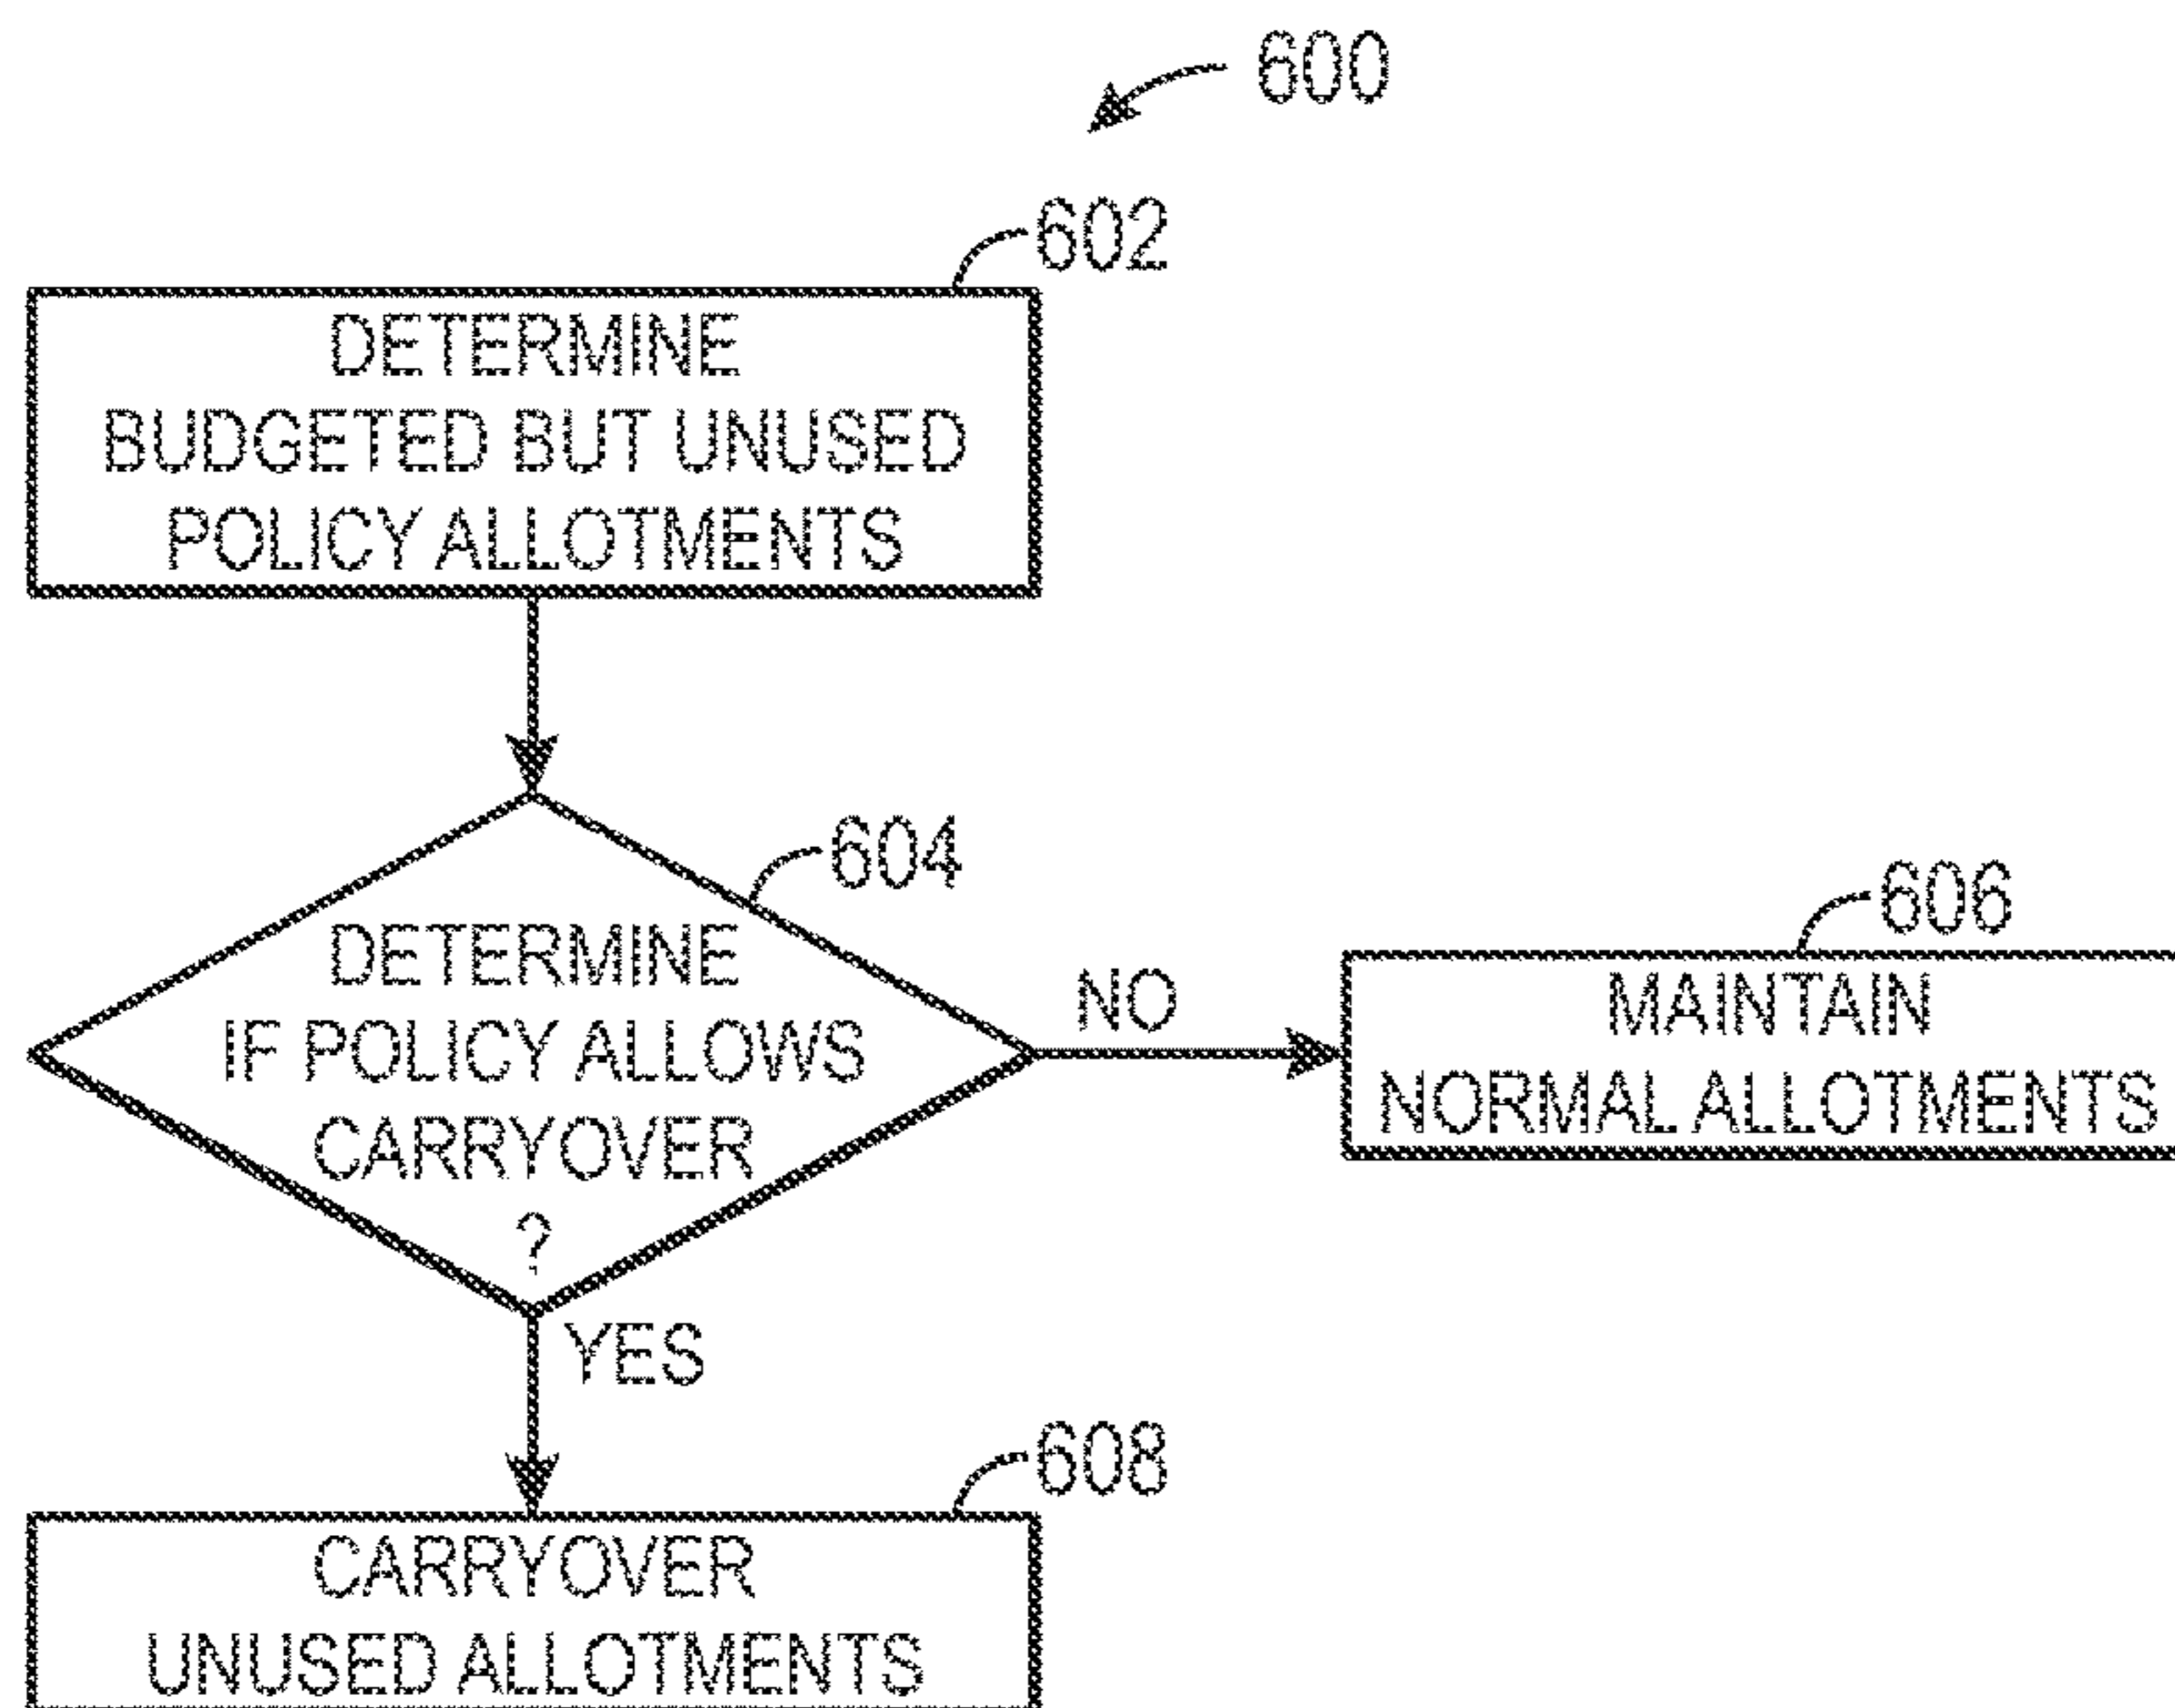 600
602
DETERMINE
BUDGETED BUT UNUSED
POLICY ALLOTMENTS
604
DETERMINE
IF POLICY ALLOWS
CARRYOVER
?
NO
606
MAINTAIN
NORMAL ALLOTMENTS
YES
608
CARRYOVER
UNUSED ALLOTMENTS